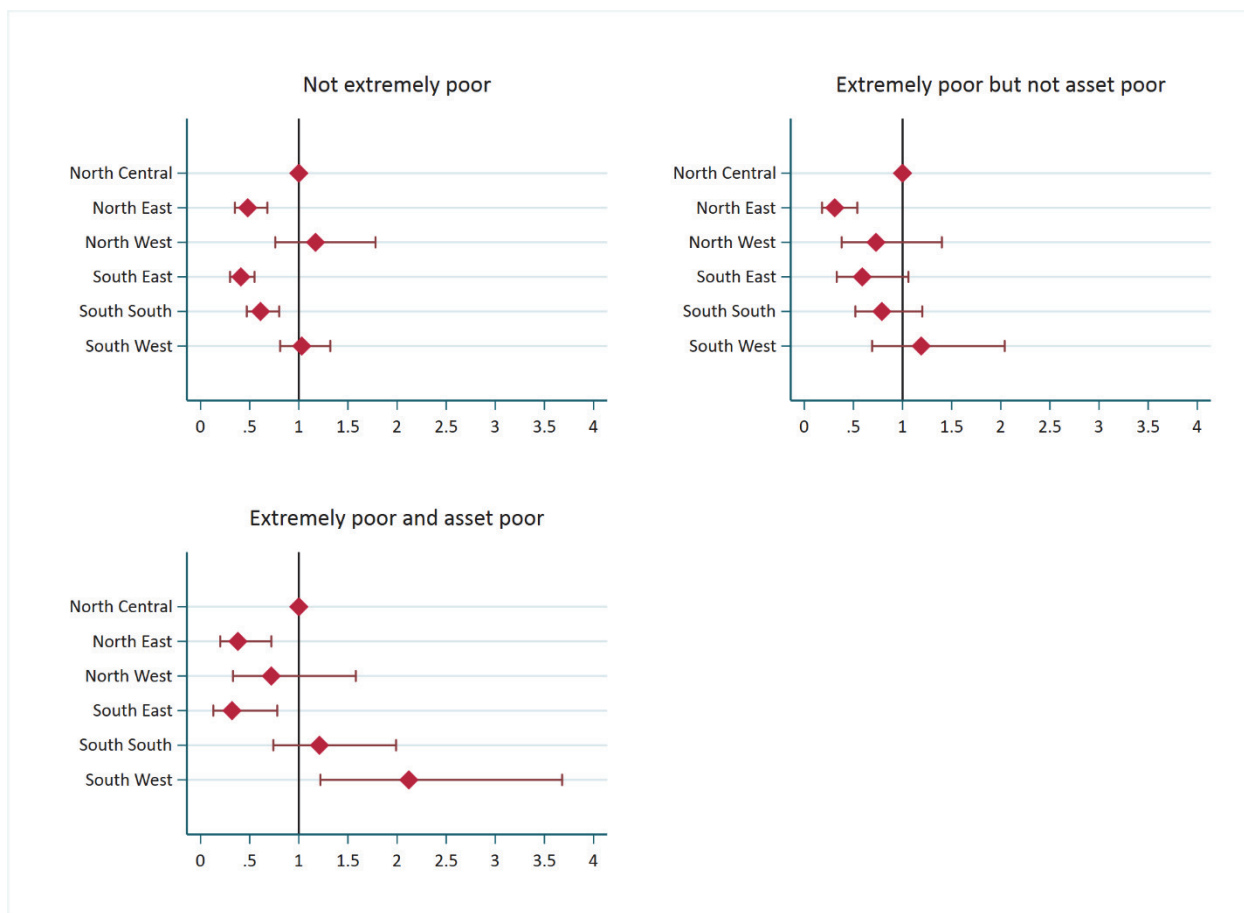 Not extremely poor
North Central
North East
North West
South East
South South
South West
0 .5 1 1.5 2 2.5 3 3.5 4
Extremely poor but not asset poor
North Central
North East
North West
South East
South South
South West
0 .5 1 1.5 2 2.5 3 3.5 4
Extremely poor and asset poor
North Central
North East
North West
South East
South South
South West
0 .5 1 1.5 2 2.5 3 3.5 4